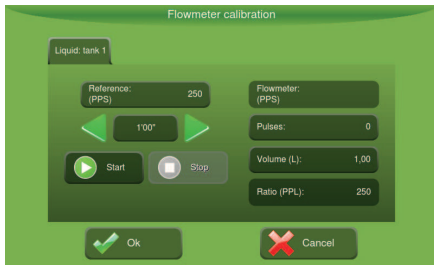 Flowmeter calibration
Liquid: tank 1
Reference:
(PPS)
250
1'00"
Start
Stop
Flowmeter:
(PPS)
Pulses:
0
Volume (L):
1,00
Ratio (PPL):
250
Ok
Cancel